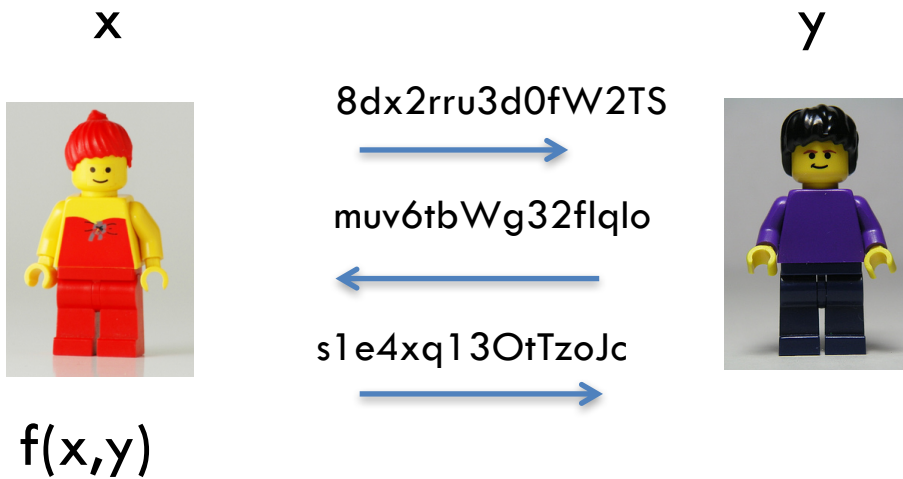 x
y
8dx2rru3d0fW2TS
muv6tbWg32flqlo
s1e4xq13OtTzoJc
f(x,y)